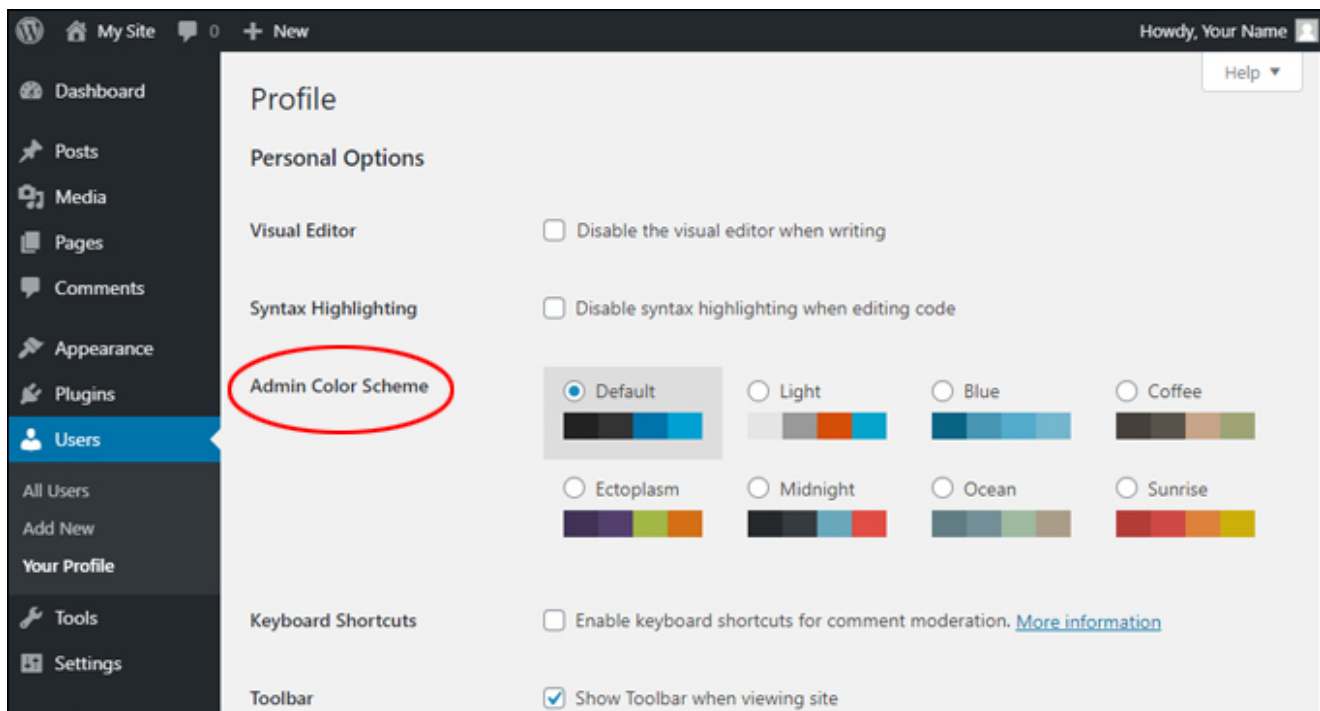 My Site 0 New Howdy, Your Name
Help
Dashboard
Posts
Media
Pages
Comments
Appearance
Plugins
Users
All Users
Add New
Your Profile
Tools
Settings
Profile
Personal Options
Visual Editor Disable the visual editor when writing
Syntax Highlighting Disable syntax highlighting when editing code
Admin Color Scheme Default Light Blue Coffee
Ectoplasm Midnight Ocean Sunrise
Keyboard Shortcuts Enable keyboard shortcuts for comment moderation. More information
Toolbar Show Toolbar when viewing site